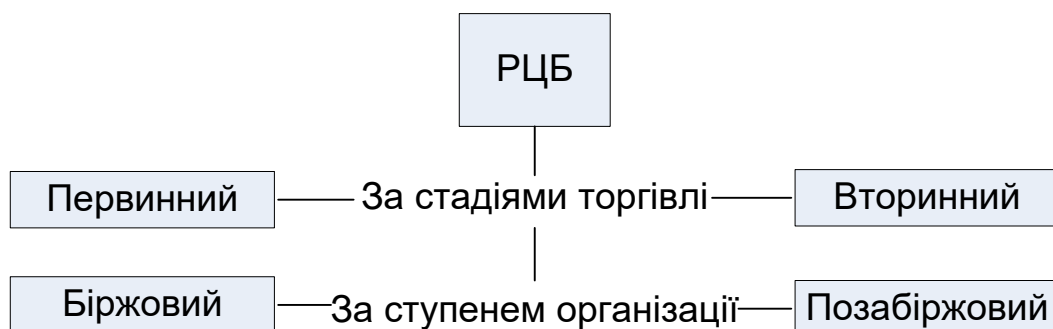 РЦБ
Первинний За стадіями торгівлі Вторинний
Біржовий За ступенем організації Позабіржовий